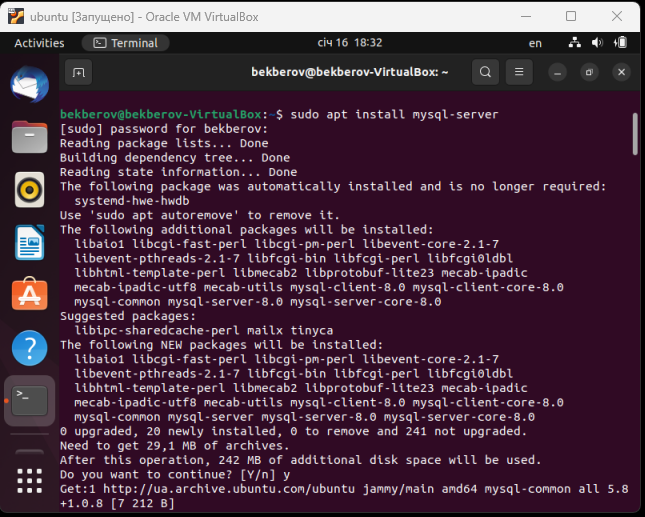 ubuntu [Запущено] - Oracle VM VirtualBox
Activities Terminal січ 16 18:32 en
bekberov@bekberov-VirtualBox: ~
bekberov@bekberov-VirtualBox:~$ sudo apt install mysql-server
[sudo] password for bekberov:
Reading package lists... Done
Building dependency tree... Done
Reading state information... Done
The following package was automatically installed and is no longer required:
  systemd-hwe-hwdb
Use 'sudo apt autoremove' to remove it.
The following additional packages will be installed:
  libaio1 libcgi-fast-perl libcgi-pm-perl libevent-core-2.1-7
  libevent-pthreads-2.1-7 libfcgi-bin libfcgi-perl libfcgi0ldbl
  libhtml-template-perl libmecab2 libprotobuf-lite23 mecab-ipadic
  mecab-ipadic-utf8 mecab-utils mysql-client-8.0 mysql-client-core-8.0
  mysql-common mysql-server-8.0 mysql-server-core-8.0
Suggested packages:
  libipc-sharedcache-perl mailx tinyca
The following NEW packages will be installed:
  libaio1 libcgi-fast-perl libcgi-pm-perl libevent-core-2.1-7
  libevent-pthreads-2.1-7 libfcgi-bin libfcgi-perl libfcgi0ldbl
  libhtml-template-perl libmecab2 libprotobuf-lite23 mecab-ipadic
  mecab-ipadic-utf8 mecab-utils mysql-client-8.0 mysql-client-core-8.0
  mysql-common mysql-server mysql-server-8.0 mysql-server-core-8.0
0 upgraded, 20 newly installed, 0 to remove and 241 not upgraded.
Need to get 29,1 MB of archives.
After this operation, 242 MB of additional disk space will be used.
Do you want to continue? [Y/n] y
Get:1 http://ua.archive.ubuntu.com/ubuntu jammy/main amd64 mysql-common all 5.8
+1.0.8 [7 212 B]